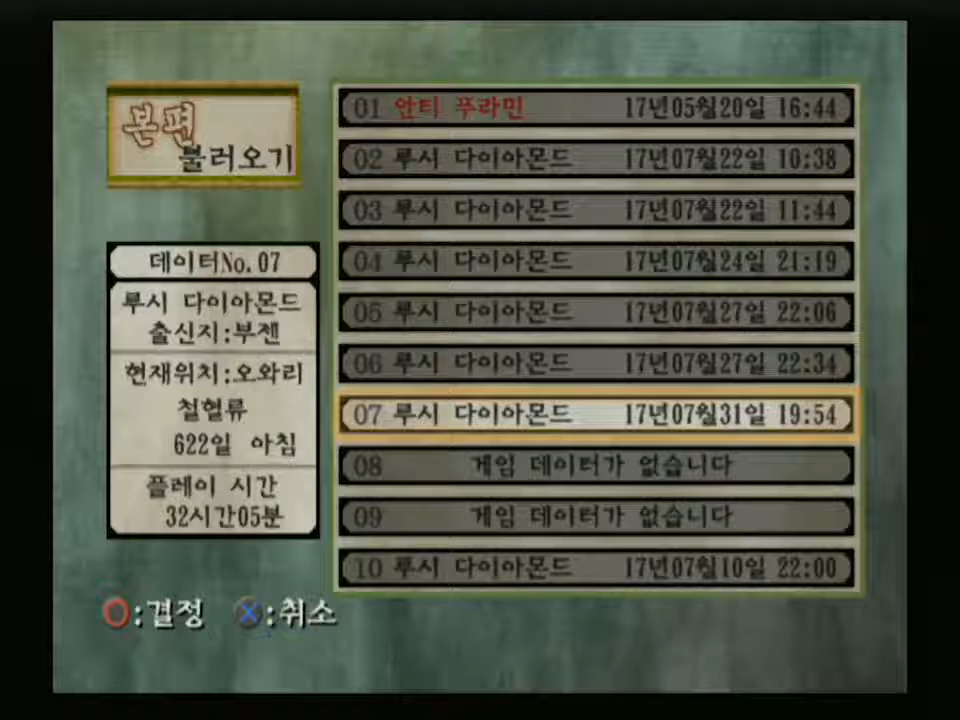 본편
불러오기
01 안티 푸라민 17년05월20일 16:44
02 루시 다이아몬드 17년07월22일 10:38
03 루시 다이아몬드 17년07월22일 11:44
04 루시 다이아몬드 17년07월24일 21:19
05 루시 다이아몬드 17년07월27일 22:06
06 루시 다이아몬드 17년07월27일 22:34
07 루시 다이아몬드 17년07월31일 19:54
08 게임 데이터가 없습니다
09 게임 데이터가 없습니다
10 루시 다이아몬드 17년07월10일 22:00
데이터No.07
루시 다이아몬드
출신지:부젠
현재위치:오와리
철혈류
622일 아침
플레이 시간
32시간05분
O:결정 X:취소